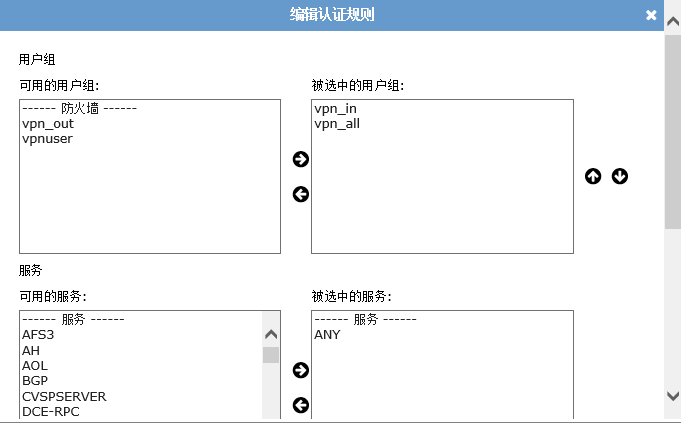 编辑认证规则
用户组
可用的用户组:
被选中的用户组:
------ 防火墙 ------
vpn_out
vpnuser
vpn_in
vpn_all
服务
可用的服务:
被选中的服务:
------ 服务 ------
AFS3
AH
AOL
BGP
CVSPSERVER
DCE-RPC
------ 服务 ------
ANY